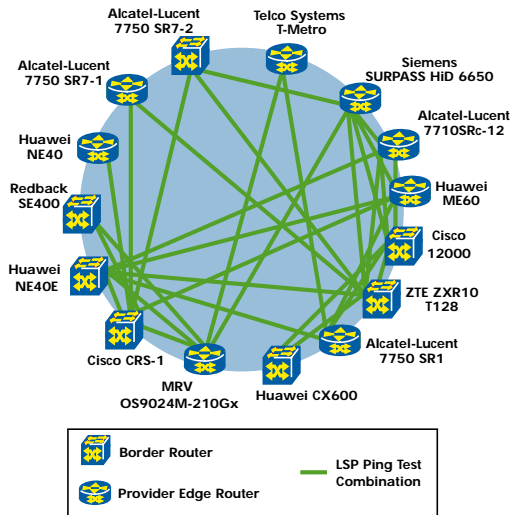 Alcatel-Lucent
7750 SR7-2
Telco Systems
T-Metro
Siemens
SURPASS HiD 6650
Alcatel-Lucent
7750 SR7-1
Alcatel-Lucent
7710SRc-12
Huawei
NE40
Huawei
ME60
Redback
SE400
Cisco
12000
Huawei
NE40E
ZTE ZXR10
T128
Cisco CRS-1
Alcatel-Lucent
7750 SR1
MRV
OS9024M-210Gx
Huawei CX600
Border Router
Provider Edge Router
LSP Ping Test
Combination